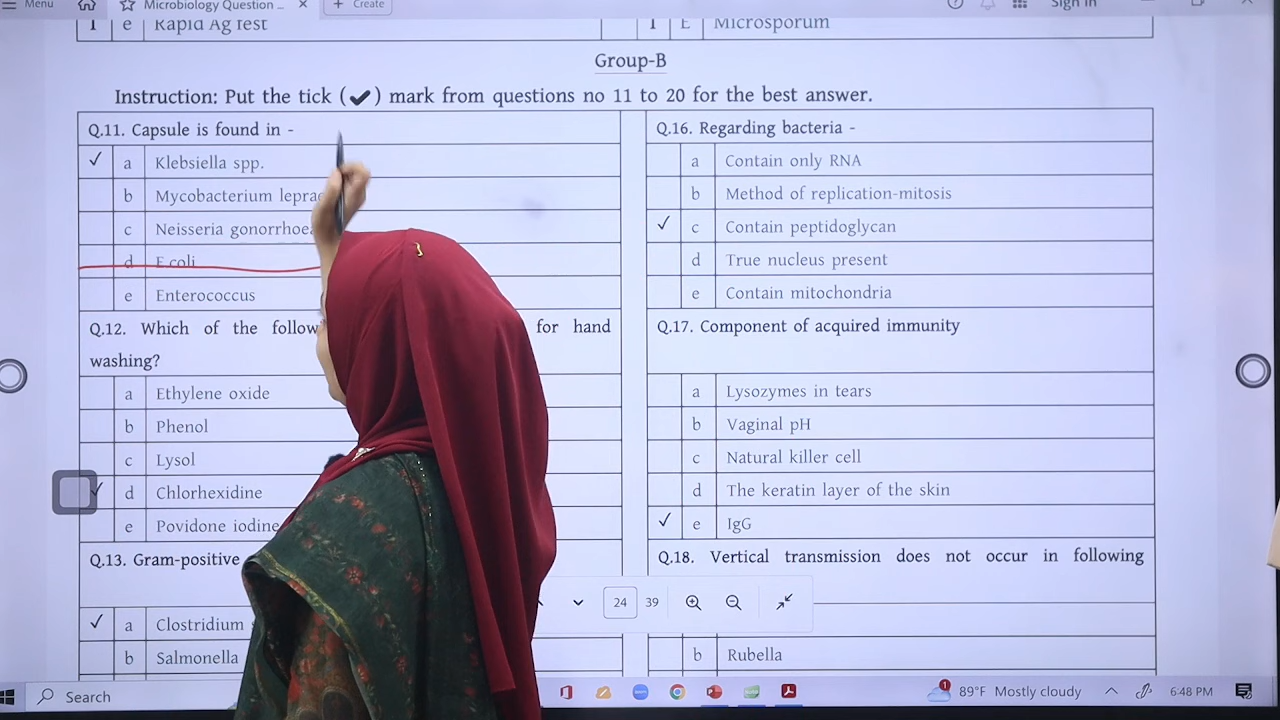 Menu
Microbiology Question ...
+ Create
Sign in
1 e Rapid Ag Test
E Microsporum
Group-B
Instruction: Put the tick (✓) mark from questions no 11 to 20 for the best answer.
Q.11. Capsule is found in -
✓ a Klebsiella spp.
b Mycobacterium leprae
c Neisseria gonorrhoea
d E.coli
e Enterococcus
Q.12. Which of the follow for hand
washing?
a Ethylene oxide
b Phenol
c Lysol
✓ d Chlorhexidine
e Povidone iodine
Q.13. Gram-positive
✓ a Clostridium
b Salmonella
Q.16. Regarding bacteria -
a Contain only RNA
b Method of replication-mitosis
✓ c Contain peptidoglycan
d True nucleus present
e Contain mitochondria
Q.17. Component of acquired immunity
a Lysozymes in tears
b Vaginal pH
c Natural killer cell
d The keratin layer of the skin
✓ e IgG
Q.18. Vertical transmission does not occur in following
b Rubella
24 39
Search
1 89°F Mostly cloudy 6:48 PM